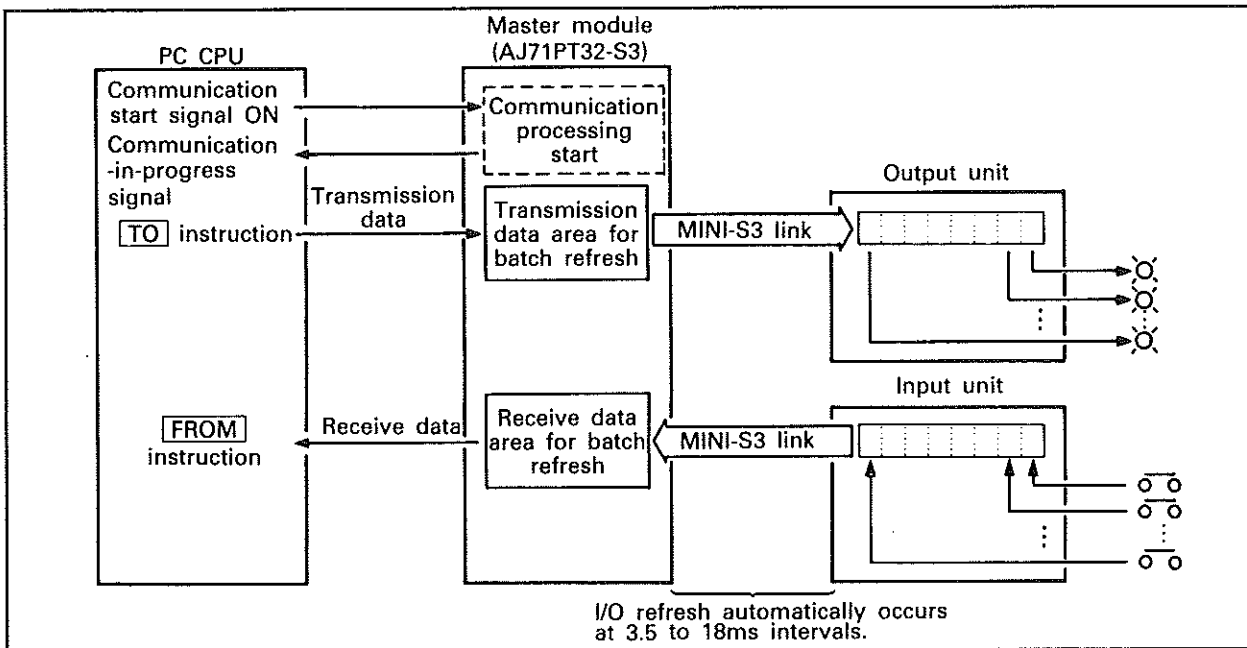 Master module
(AJ71PT32-S3)
PC CPU
Communication
start signal ON
Communication
processing
start
Communication
-in-progress
signal
Transmission
data
TO instruction
Transmission
data area for
batch refresh
MINI-S3 link
Output unit
Input unit
FROM
instruction
Receive data
Receive data
area for batch
refresh
MINI-S3 link
I/O refresh automatically occurs
at 3.5 to 18ms intervals.